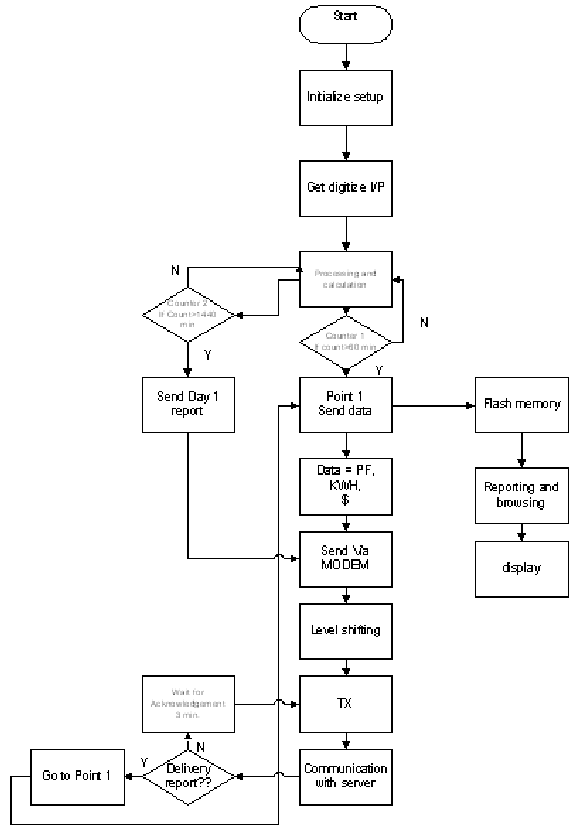 Start
Initialize setup
Get digitize I/P
Processing and
calculation
N
Counter 2
If Count>1440
min
N
Counter 1
If count>60 min
Y
Y
Send Day 1
report
Point 1
Send data
Flash memory
Data = PF,
KWH,
$
Reporting and
browsing
Send Via
MODEM
display
Level shifting
Wait for
Acknowledgement
3 min.
TX
N
Y
Go to Point 1
Delivery
report??
Communication
with server